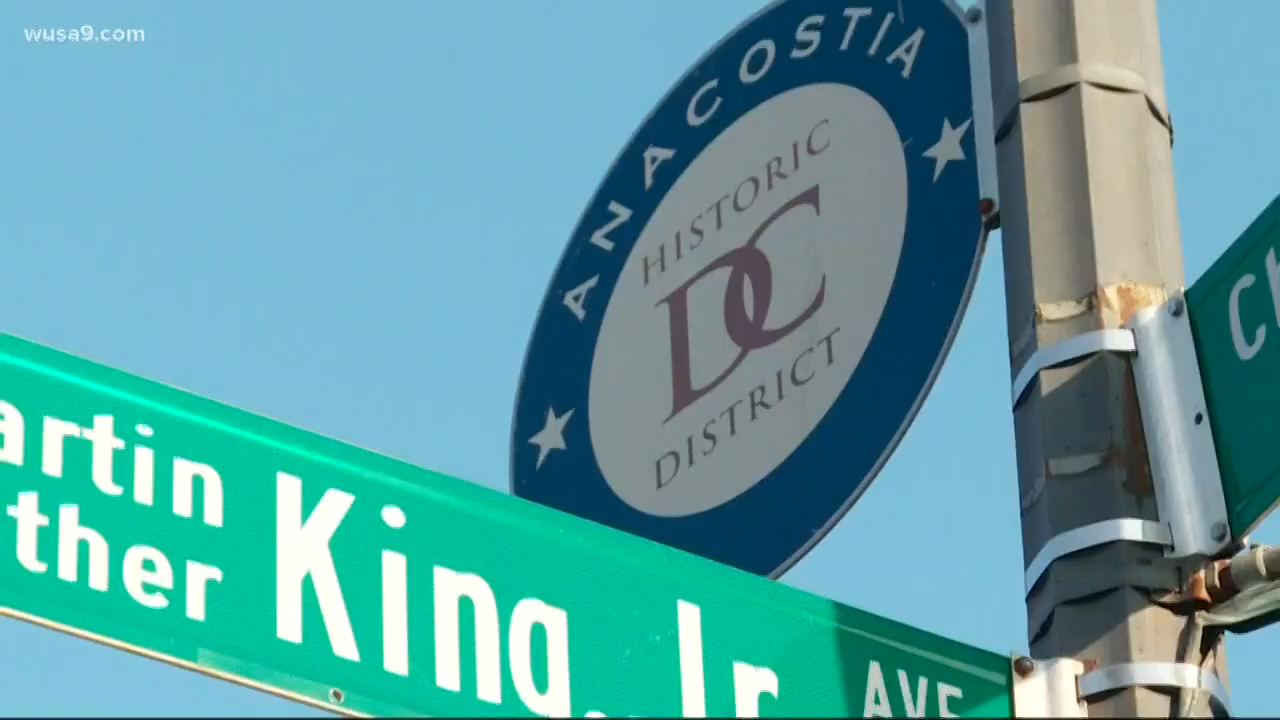 wusa9.com
ANACOSTIA
HISTORIC
DC
DISTRICT
artin
ther
King, Jr
AVE